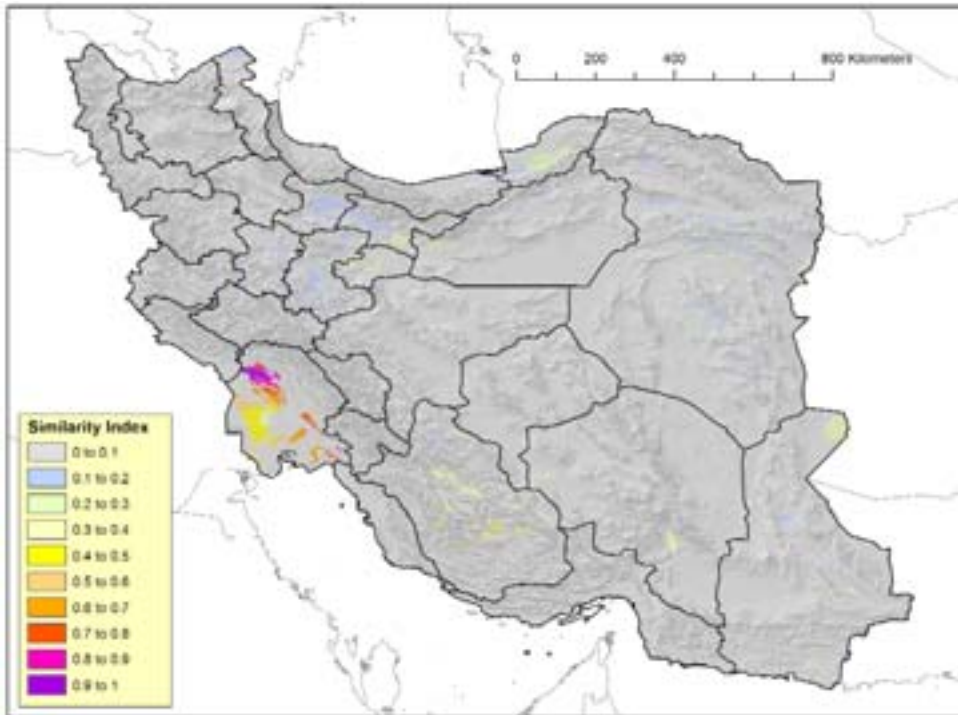 0 200 400 800 Kilometers
Similarity Index
0 to 0.1
0.1 to 0.2
0.2 to 0.3
0.3 to 0.4
0.4 to 0.5
0.5 to 0.6
0.6 to 0.7
0.7 to 0.8
0.8 to 0.9
0.9 to 1